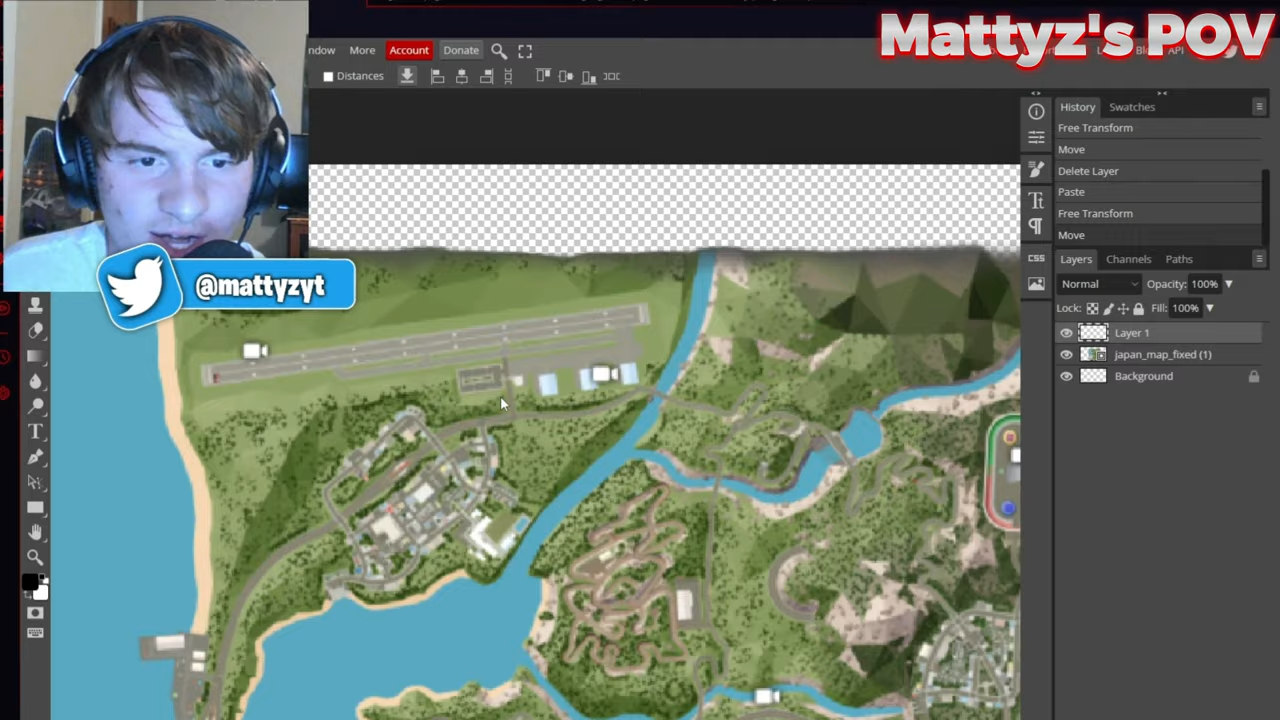 Mattyz's POV
ndow More Account Donate
Distances
@mattyzyt
History Swatches
Free Transform
Move
Delete Layer
Paste
Free Transform
Move
Layers Channels Paths
Normal Opacity: 100%
Lock: Fill: 100%
Layer 1
japan_map_fixed (1)
Background
CSS